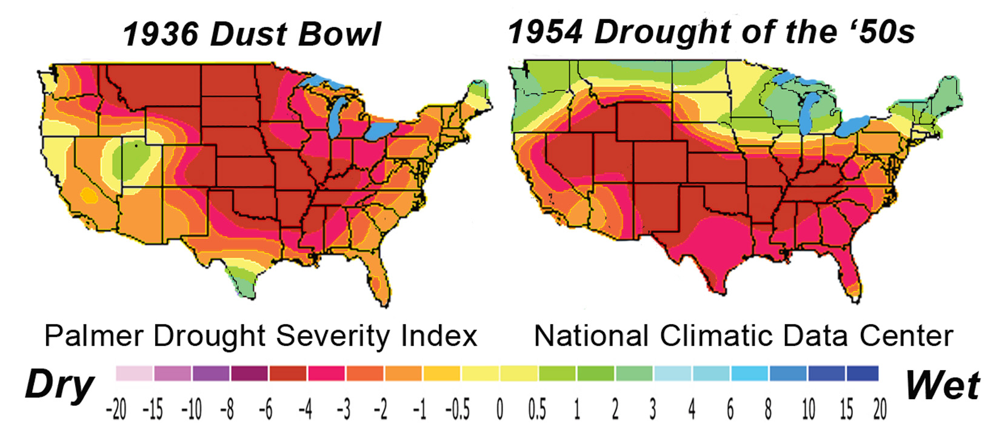 1936 Dust Bowl
1954 Drought of the ‘50s
Palmer Drought Severity Index
National Climatic Data Center
Dry
Wet
-20 -15 -10 -8 -6 -4 -3 -2 -1 -0.5 0 0.5 1 2 3 4 6 8 10 15 20